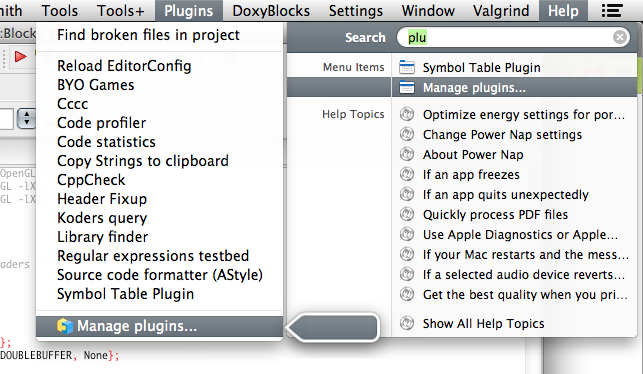 mith Tools Tools+ Plugins DoxyBlocks Settings Window Valgrind Help
:Block
Find broken files in project
Reload EditorConfig
BYO Games
Cccc
Code profiler
Code statistics
Copy Strings to clipboard
CppCheck
Header Fixup
Koders query
Library finder
Regular expressions testbed
Source code formatter (AStyle)
Symbol Table Plugin
Manage plugins...
Search plu
Menu Items Symbol Table Plugin
Manage plugins...
Help Topics Optimize energy settings for por...
Change Power Nap settings
About Power Nap
If an app freezes
If an app quits unexpectedly
Quickly process PDF files
Use Apple Diagnostics or Apple...
If your Mac restarts and the mess...
If a selected audio device reverts...
Get the best quality when you pri...
Show All Help Topics
OpenGL
GL -lX
GL -lX
aders
};
DOUBLEBUFFER, None};